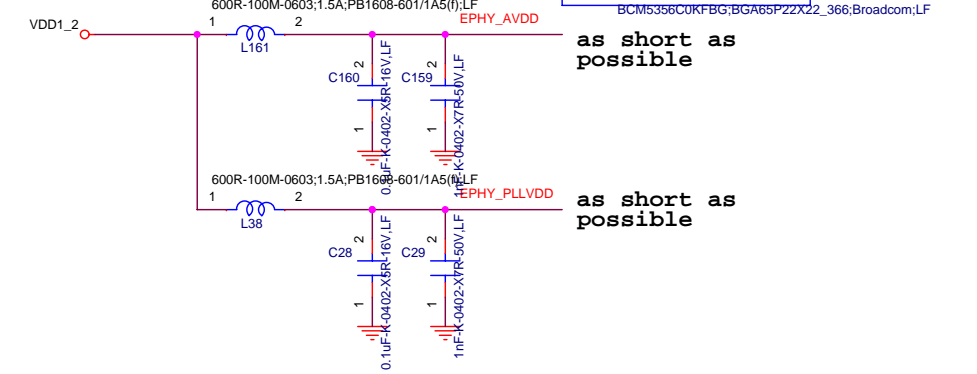 600R-100M-0603;1.5A;PB1608-601/1A5(f);LF
BCM5356C0KFBG;BGA65P22X22_366;Broadcom;LF
VDD1_2
1
2
EPHY_AVDD
L161
as short as
possible
C160
2
1
0.1uF-K-0402-X5R-16V,LF
C159
2
1
1nF-K-0402-X7R-50V,LF
600R-100M-0603;1.5A;PB1608-601/1A5(f);LF
1
2
EPHY_PLLVDD
L38
as short as
possible
C28
2
1
0.1uF-K-0402-X5R-16V,LF
C29
2
1
1nF-K-0402-X7R-50V,LF